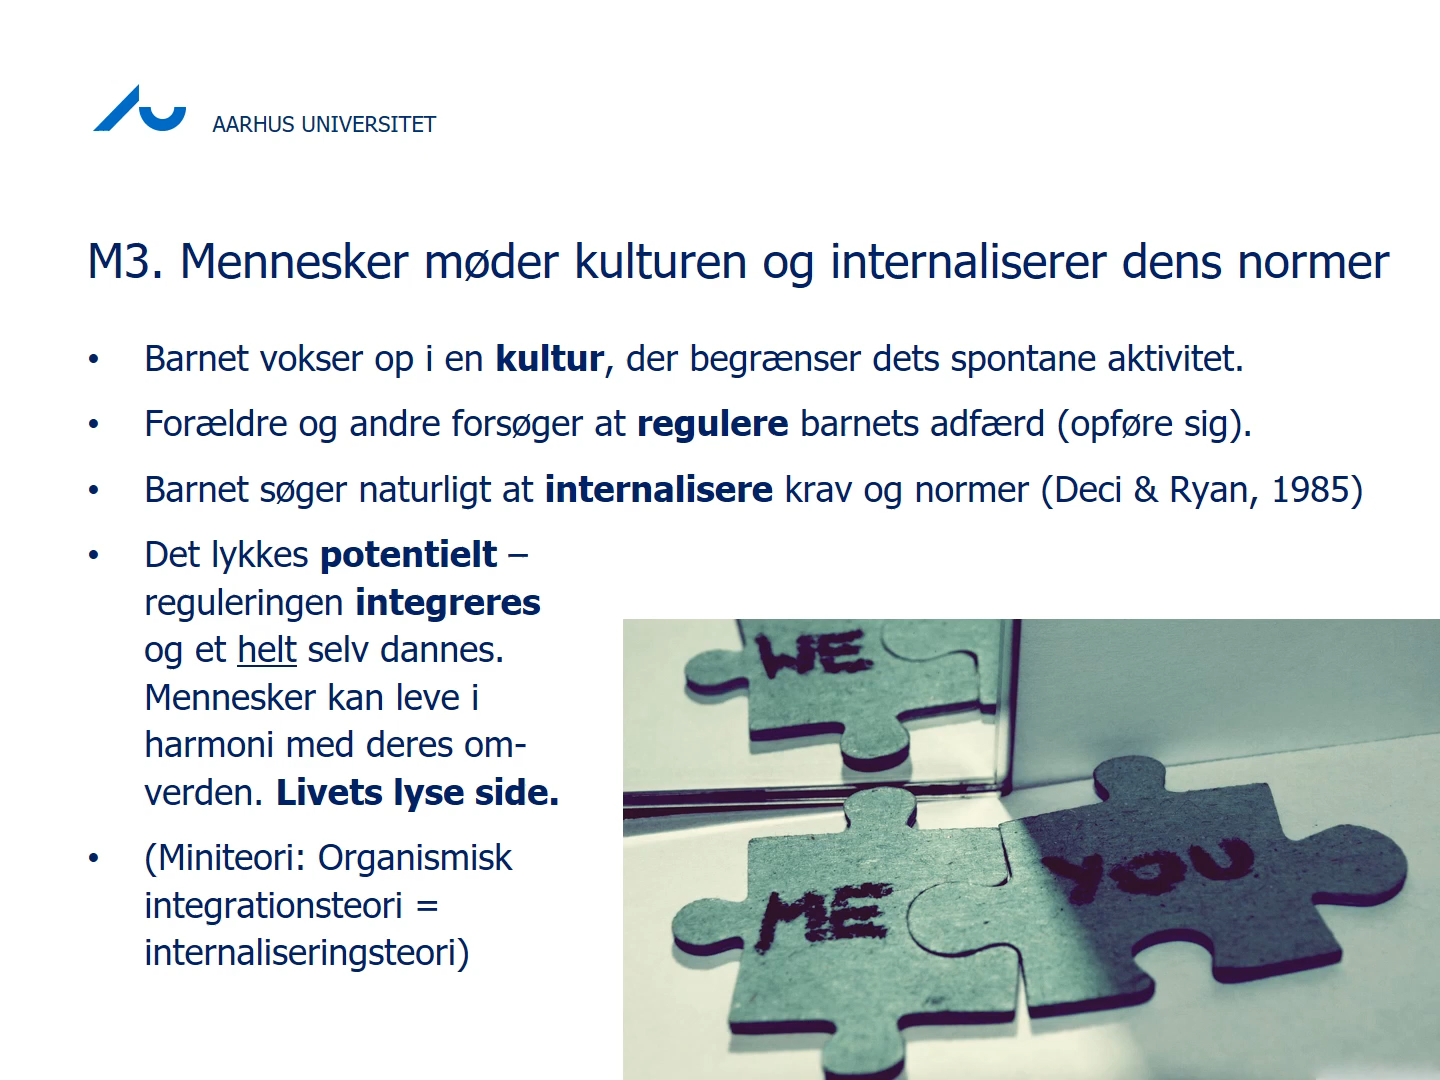 AARHUS UNIVERSITET
M3. Mennesker møder kulturen og internaliserer dens normer
• Barnet vokser op i en kultur, der begrænser dets spontane aktivitet.
• Forældre og andre forsøger at regulere barnets adfærd (opføre sig).
• Barnet søger naturligt at internalisere krav og normer (Deci & Ryan, 1985)
• Det lykkes potentielt –
reguleringen integreres
og et helt selv dannes.
Mennesker kan leve i
harmoni med deres om-
verden. Livets lyse side.
• (Miniteori: Organismisk
integrationsteori =
internaliseringsteori)
WE
ME
YOU